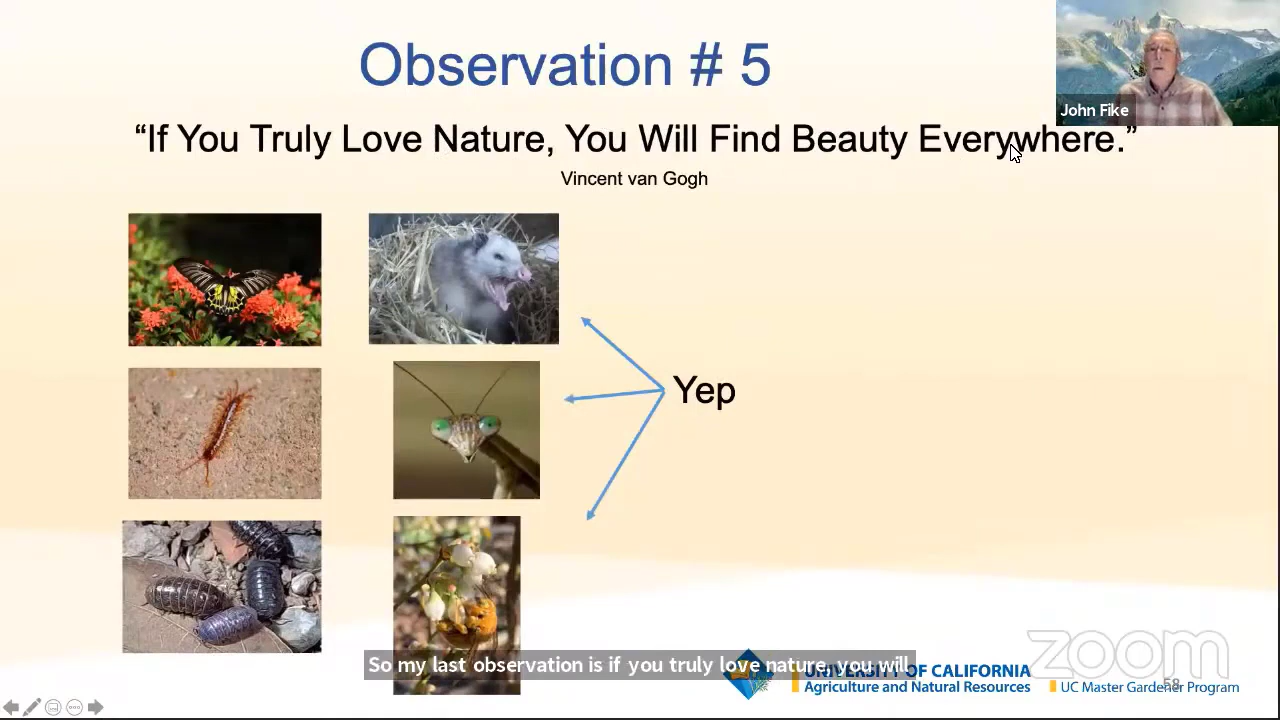 Observation # 5
John Fike
“If You Truly Love Nature, You Will Find Beauty Everywhere.”
Vincent van Gogh
Yep
So my last observation is if you truly love nature, you will
UNIVERSITY OF CALIFORNIA
Agriculture and Natural Resources
UC Master Gardener Program
58
zoom